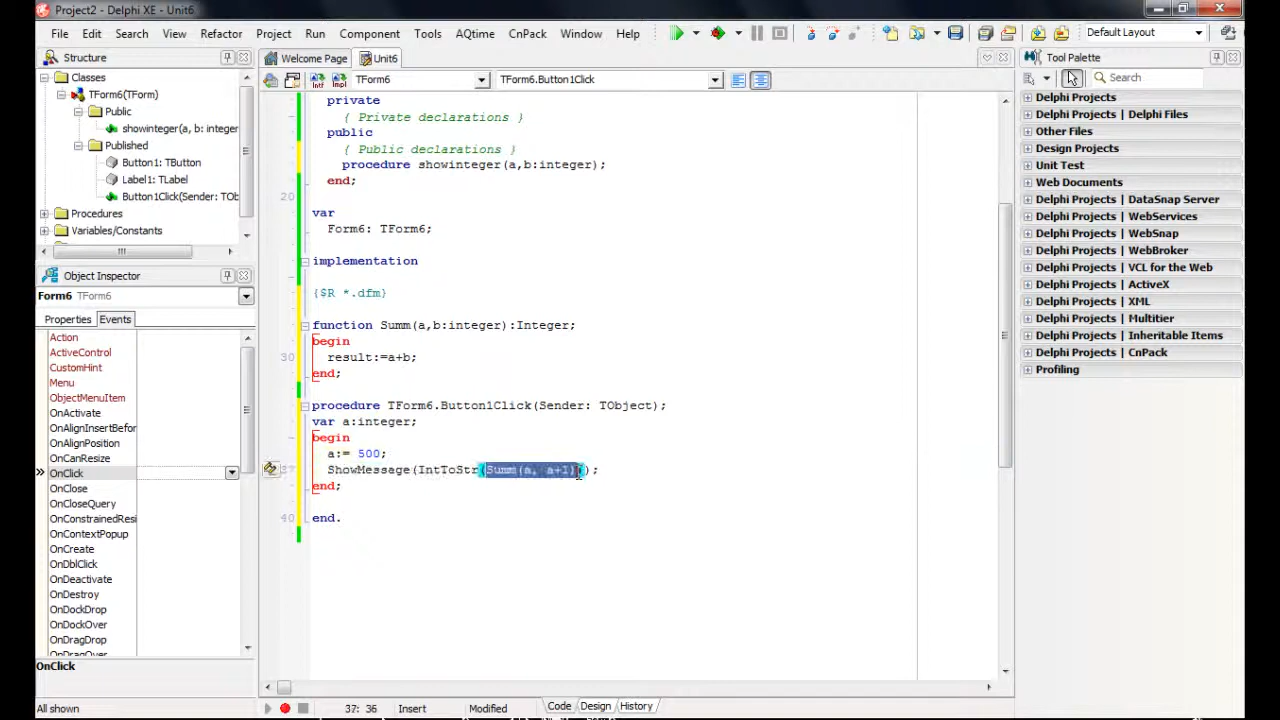 Project2 - Delphi XE - Unit6
File Edit Search View Refactor Project Run Component Tools AQtime CnPack Window Help Default Layout
Structure
Classes
TForm6(TForm)
Public
showinteger(a, b: integer
Published
Button1: TButton
Label1: TLabel
Button1Click(Sender: TOb
Procedures
Variables/Constants
Object Inspector
Form6 TForm6
Properties Events
Action
ActiveControl
CustomHint
Menu
ObjectMenuItem
OnActivate
OnAlignInsertBefor
OnAlignPosition
OnCanResize
OnClick
OnClose
OnCloseQuery
OnConstrainedResi
OnContextPopup
OnCreate
OnDblClick
OnDeactivate
OnDestroy
OnDockDrop
OnDockOver
OnDragDrop
OnDragOver
OnClick
All shown
Welcome Page Unit6
TForm6 TForm6.Button1Click
private
{ Private declarations }
public
{ Public declarations }
procedure showinteger(a,b:integer);
end;
20
var
Form6: TForm6;
implementation
{$R *.dfm}
function Summ(a,b:integer):Integer;
begin
30 result:=a+b;
end;
procedure TForm6.Button1Click(Sender: TObject);
var a:integer;
begin
a:= 500;
37 ShowMessage(IntToStr(Summ(a, a+1)));
end;
40 end.
37: 36 Insert Modified Code Design History
Tool Palette
Search
Delphi Projects
Delphi Projects | Delphi Files
Other Files
Design Projects
Unit Test
Web Documents
Delphi Projects | DataSnap Server
Delphi Projects | WebServices
Delphi Projects | WebSnap
Delphi Projects | WebBroker
Delphi Projects | VCL for the Web
Delphi Projects | ActiveX
Delphi Projects | XML
Delphi Projects | Multitier
Delphi Projects | Inheritable Items
Delphi Projects | CnPack
Profiling